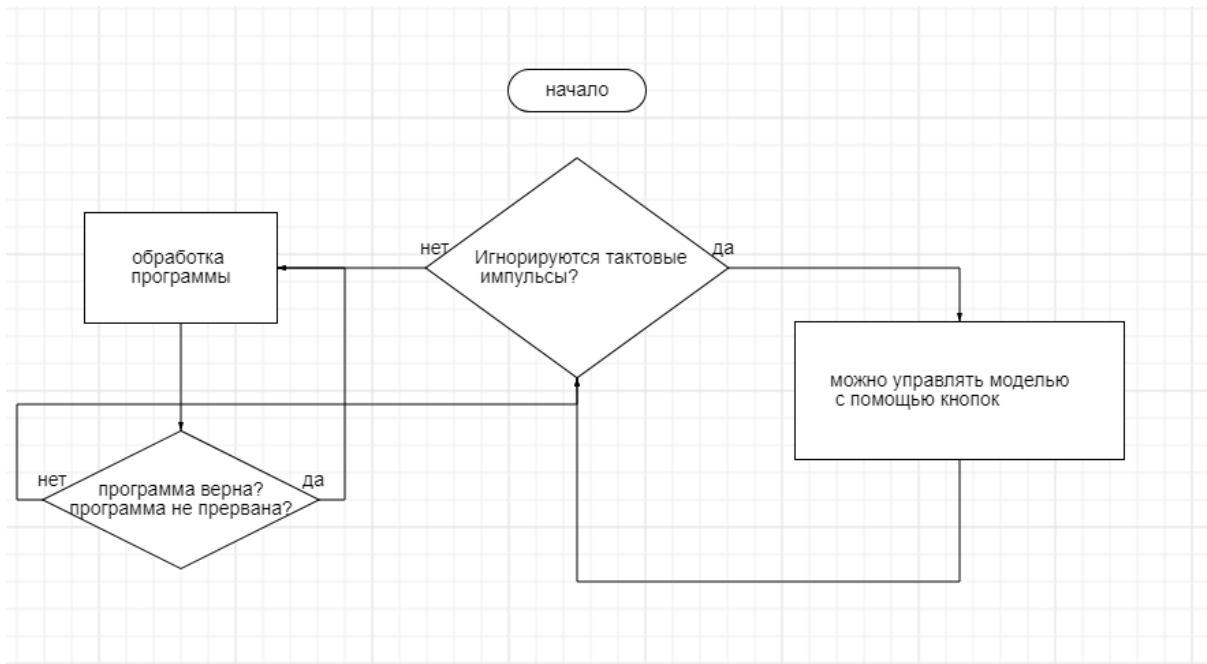 начало
нет
Игнорируются тактовые
импульсы?
да
обработка
программы
можно управлять моделью
с помощью кнопок
нет
программа верна?
программа не прервана?
да